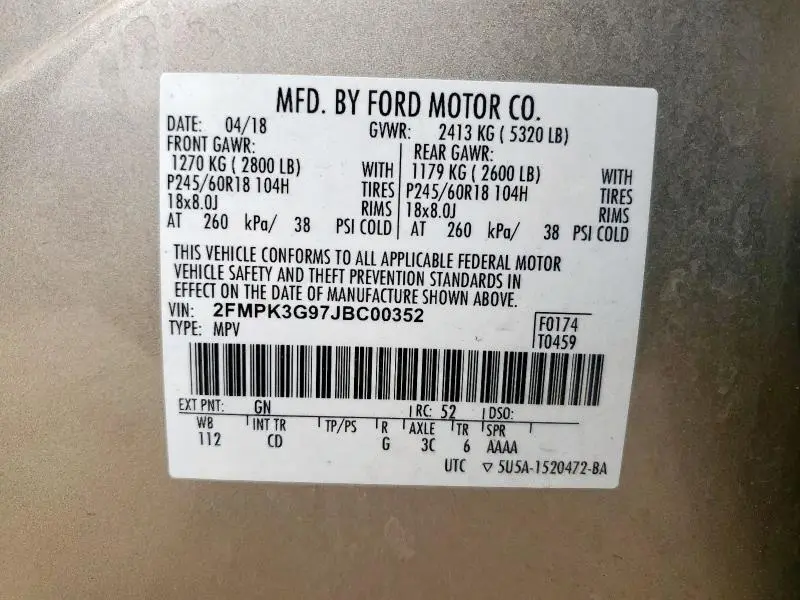 MFD. BY FORD MOTOR CO.
DATE: 04/18 GVWR: 2413 KG ( 5320 LB)
FRONT GAWR: REAR GAWR:
1270 KG ( 2800 LB) WITH 1179 KG ( 2600 LB) WITH
P245/60R18 104H TIRES P245/60R18 104H TIRES
18x8.0J RIMS 18x8.0J RIMS
AT 260 kPa/ 38 PSI COLD AT 260 kPa/ 38 PSI COLD
THIS VEHICLE CONFORMS TO ALL APPLICABLE FEDERAL MOTOR
VEHICLE SAFETY AND THEFT PREVENTION STANDARDS IN
EFFECT ON THE DATE OF MANUFACTURE SHOWN ABOVE.
VIN: 2FMPK3G97JBC00352 F0174
TYPE: MPV T0459
EXT PNT: GN RC: 52 DSO:
WB INT TR TP/PS R AXLE TR SPR
112 CD G 3C 6 AAAA
UTC ▽ 5U5A-1520472-BA